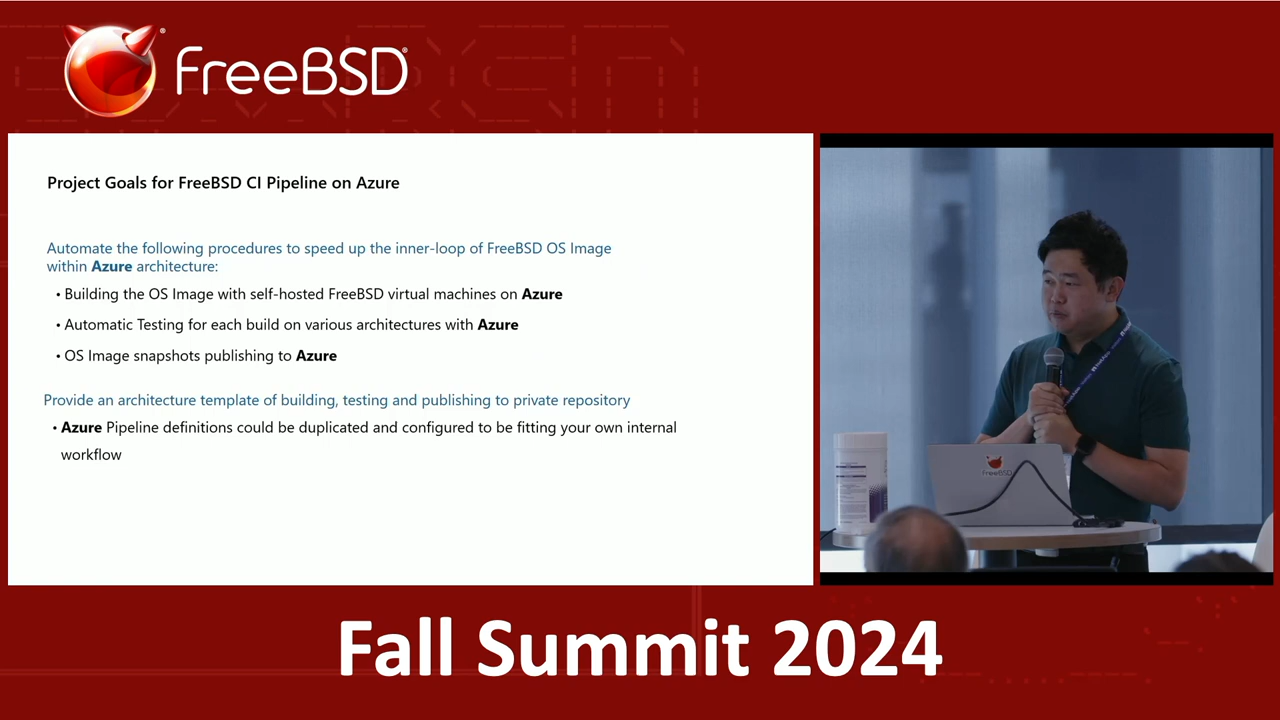 FreeBSD®
Project Goals for FreeBSD CI Pipeline on Azure
Automate the following procedures to speed up the inner-loop of FreeBSD OS Image
within Azure architecture:
• Building the OS Image with self-hosted FreeBSD virtual machines on Azure
• Automatic Testing for each build on various architectures with Azure
• OS Image snapshots publishing to Azure
Provide an architecture template of building, testing and publishing to private repository
• Azure Pipeline definitions could be duplicated and configured to be fitting your own internal
workflow
FreeBSD
Fall Summit 2024